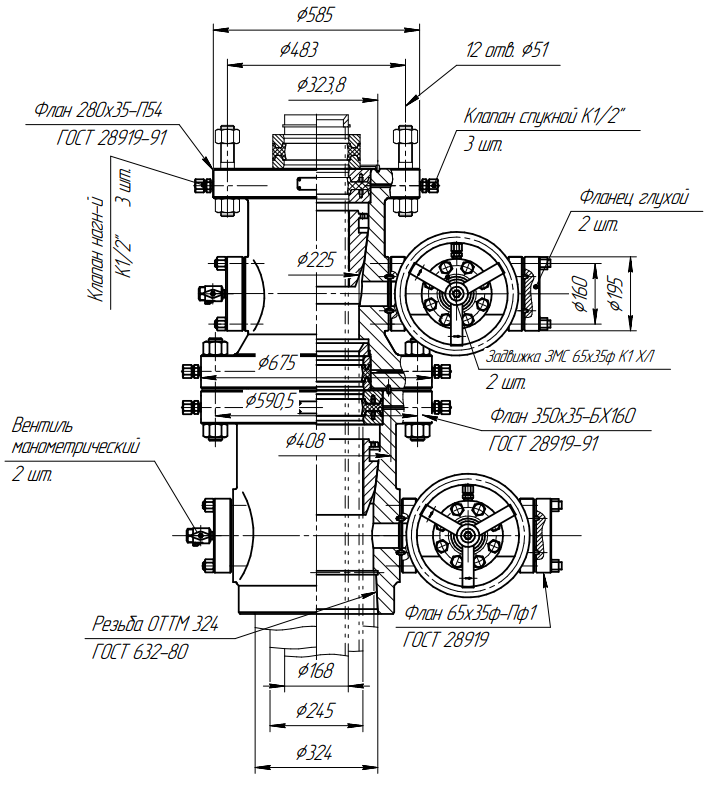 ϕ585
ϕ483
12 отв. ϕ51
ϕ323,8
Флан 280х35-П54
ГОСТ 28919-91
Клапан спукной К1/2"
3 шт.
Клапан нагн-й
К1/2" 3 шт.
Фланец глухой
2 шт.
ϕ225
ϕ160
ϕ195
Задвижка ЗМС 65х35ф К1 ХЛ
2 шт.
ϕ675
ϕ590,5
Флан 350х35-БХ160
ГОСТ 28919-91
Вентиль
манометрический
2 шт.
ϕ408
Резьба ОТТМ 324
ГОСТ 632-80
Флан 65х35ф-Пф1
ГОСТ 28919
ϕ168
ϕ245
ϕ324